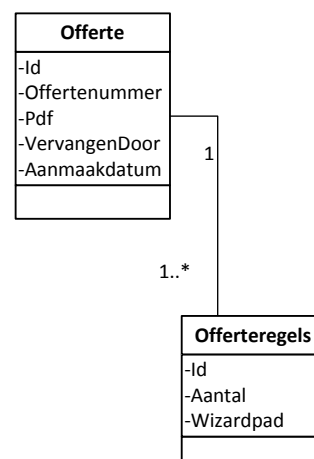 Offerte
-Id
-Offertenummer
-Pdf
-VervangenDoor
-Aanmaakdatum
1
1..*
Offerteregels
-Id
-Aantal
-Wizardpad